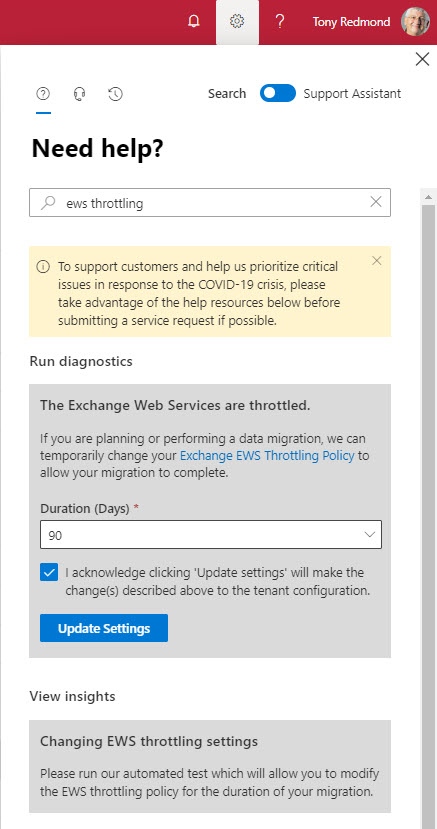 Tony Redmond
Search Support Assistant
Need help?
ews throttling
To support customers and help us prioritize critical
issues in response to the COVID-19 crisis, please
take advantage of the help resources below before
submitting a service request if possible.
Run diagnostics
The Exchange Web Services are throttled.
If you are planning or performing a data migration, we can
temporarily change your Exchange EWS Throttling Policy to
allow your migration to complete.
Duration (Days) *
90
I acknowledge clicking 'Update settings' will make the
change(s) described above to the tenant configuration.
Update Settings
View insights
Changing EWS throttling settings
Please run our automated test which will allow you to modify
the EWS throttling policy for the duration of your migration.